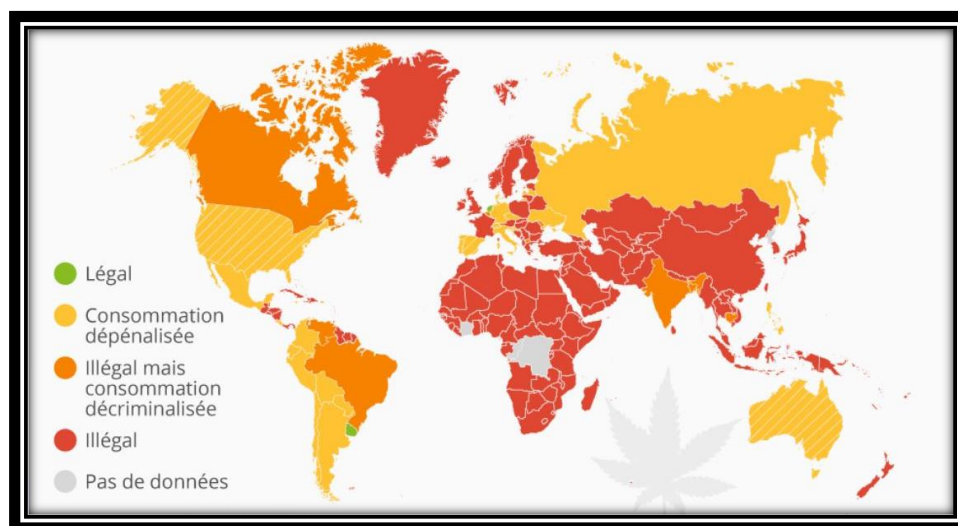 Légal
Consommation
dépénalisée
Illégal mais
consommation
décriminalisée
Illégal
Pas de données